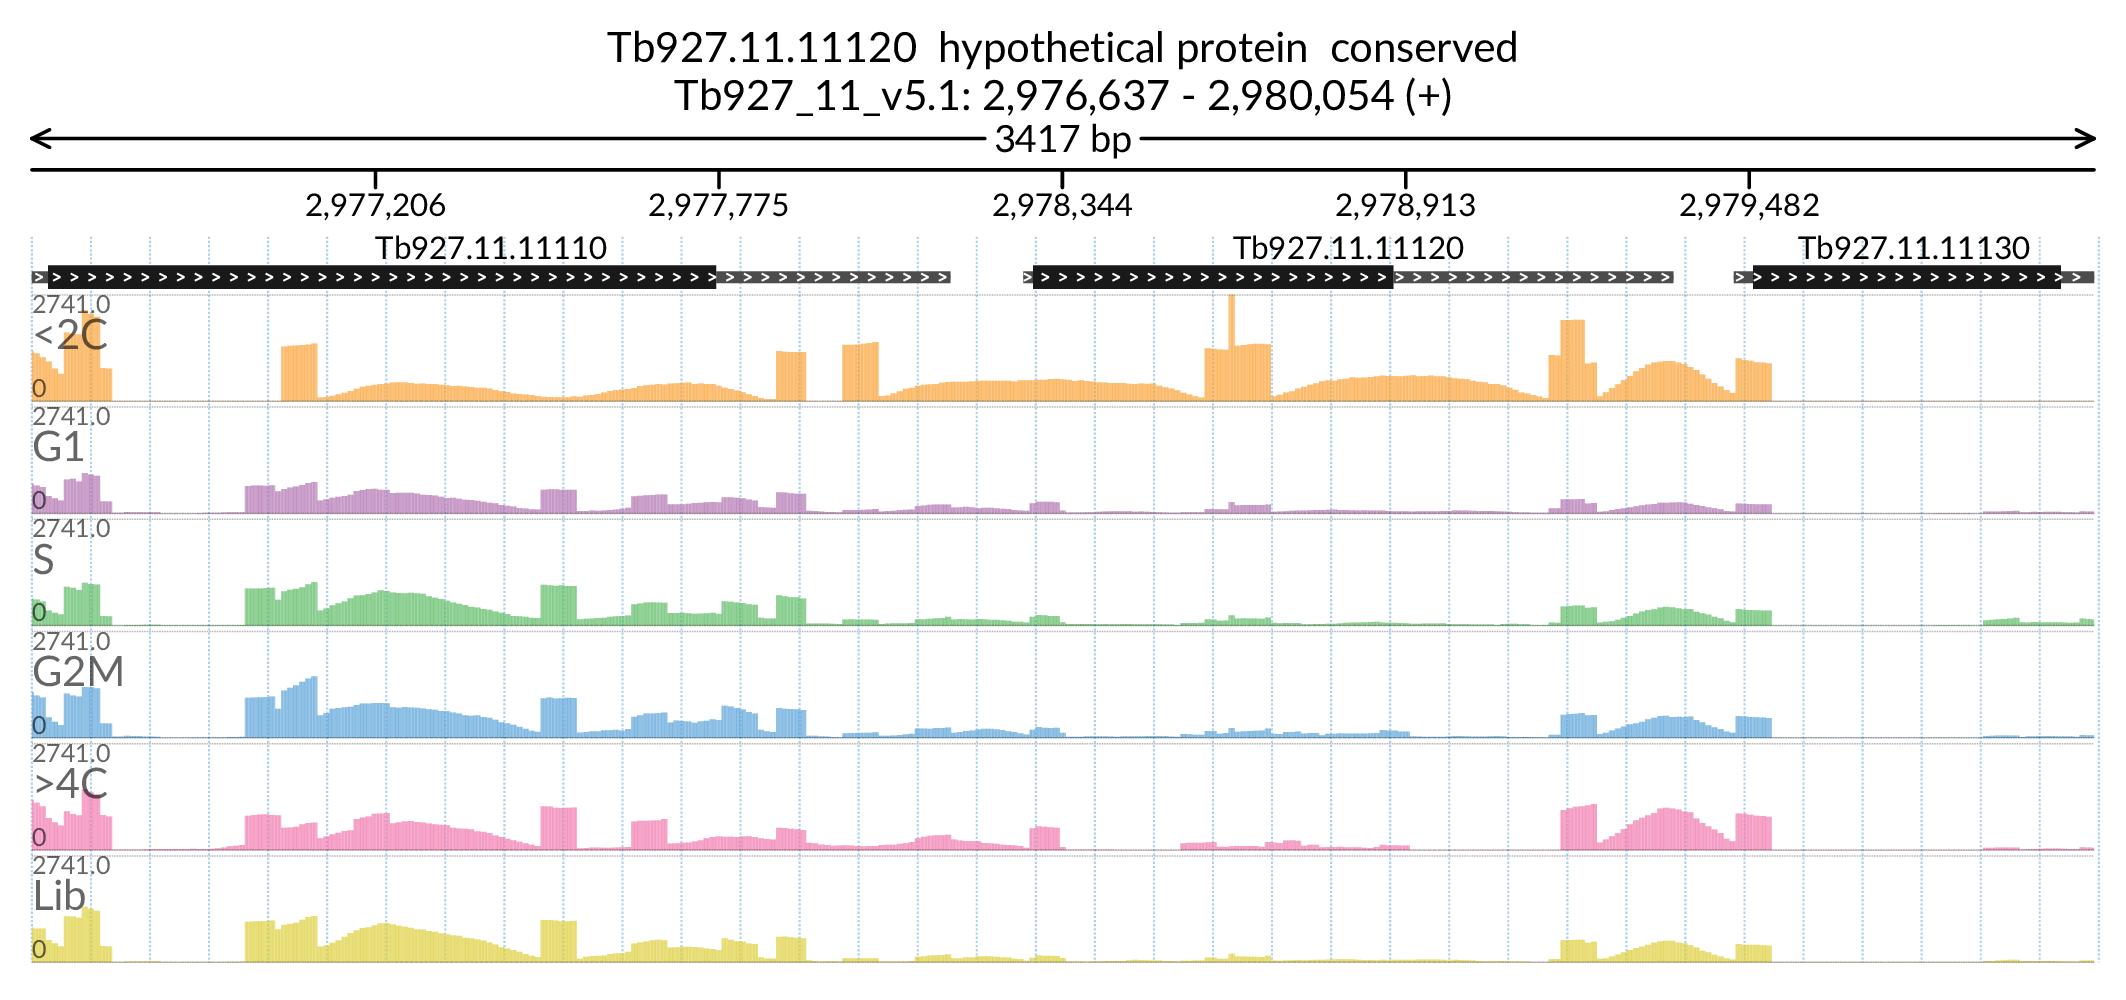 Tb927.11.11120 hypothetical protein conserved
Tb927_11_v5.1: 2,976,637 - 2,980,054 (+)
3417 bp
2,977,206 2,977,775 2,978,344 2,978,913 2,979,482
Tb927.11.11110 Tb927.11.11120 Tb927.11.11130
2741.0
<2C
0
2741.0
G1
0
2741.0
S
0
2741.0
G2M
0
2741.0
>4C
0
2741.0
Lib
0